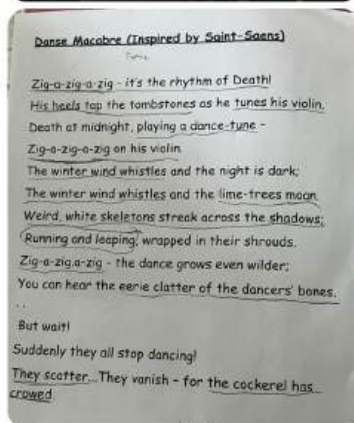 Danse Macabre (Inspired by Saint-Saens)
Zig-a-zig-a-zig - it's the rhythm of Death!
His heels tap the tombstones as he tunes his violin,
Death at midnight, playing a dance-tune -
Zig-a-zig-a-zig on his violin
The winter wind whistles and the night is dark;
The winter wind whistles and the lime-trees moan
Weird, white skeletons streak across the shadows;
Running and leaping, wrapped in their shrouds.
Zig-a-zig.a-zig - the dance grows even wilder;
You can hear the eerie clatter of the dancers' bones.
. .
But wait!
Suddenly they all stop dancing!
They scatter...They vanish - for the cockerel has
crowed